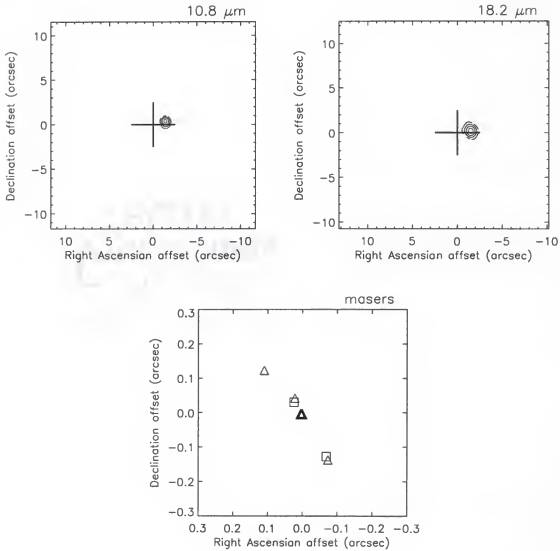 10.8 μm
18.2 μm
Declination offset (arcsec)
10
5
0
-5
-10
10 5 0 -5 -10
Right Ascension offset (arcsec)
Declination offset (arcsec)
10
5
0
-5
-10
10 5 0 -5 -10
Right Ascension offset (arcsec)
masers
Declination offset (arcsec)
0.3
0.2
0.1
0.0
-0.1
-0.2
-0.3
0.3 0.2 0.1 0.0 -0.1 -0.2 -0.3
Right Ascension offset (arcsec)